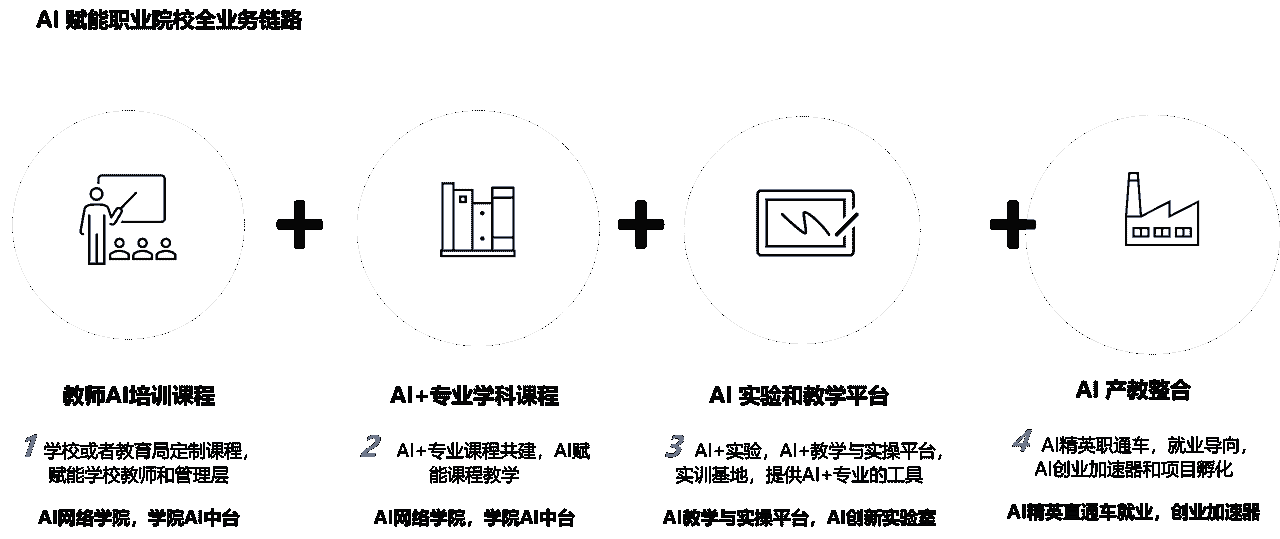 AI 赋能职业院校全业务链路
教师AI培训课程
1 学校或者教育局定制课程，
赋能学校教师和管理层
AI网络学院，学院AI中台
AI+专业学科课程
2 AI+专业课程共建，AI赋
能课程教学
AI网络学院，学院AI中台
AI 实验和教学平台
3 AI+实验，AI+教学与实操平台，
实训基地，提供AI+专业的工具
AI教学与实操平台，AI创新实验室
AI 产教整合
4 AI精英职通车，就业导向，
AI创业加速器和项目孵化
AI精英直通车就业，创业加速器